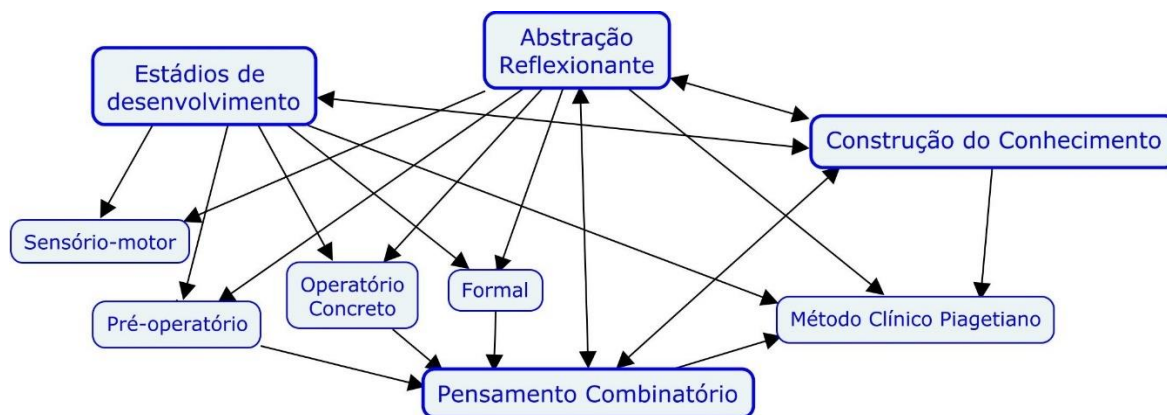 Abstração
Reflexionante
Estádios de
desenvolvimento
Construção do Conhecimento
Sensório-motor
Operatório
Concreto
Formal
Pré-operatório
Método Clínico Piagetiano
Pensamento Combinatório